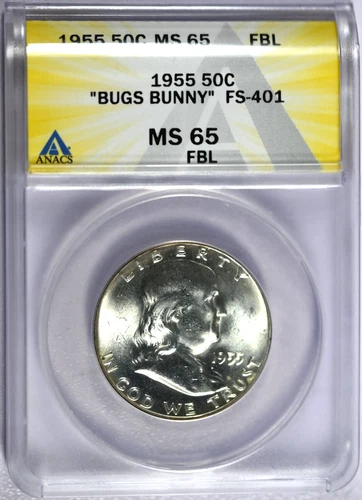 1955 50C MS 65 FBL
1955 50C
"BUGS BUNNY" FS-401
MS 65
FBL
ANACS
LIBERTY
1955
IN GOD WE TRUST